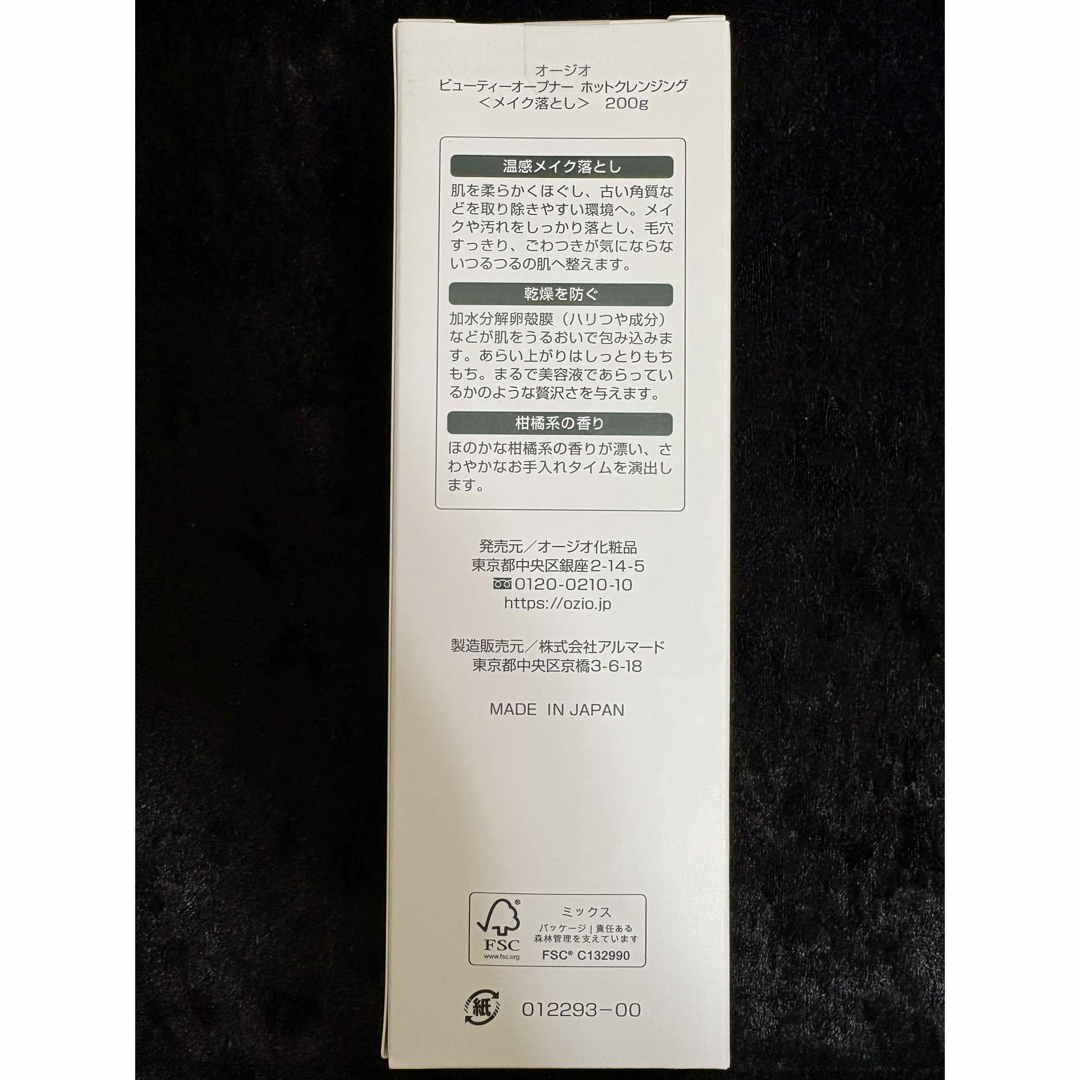 オージオ
ビューティーオープナー ホットクレンジング
＜メイク落とし＞ 200g
温感メイク落とし
肌を柔らかくほぐし、古い角質な
どを取り除きやすい環境へ。メイ
クや汚れをしっかり落とし、毛穴
すっきり、ごわつきが気にならな
いつるつるの肌へ整えます。
乾燥を防ぐ
加水分解卵殻膜（ハリつや成分）
などが肌をうるおいで包み込みま
す。あらい上がりはしっとりもち
もち。まるで美容液であらってい
るかのような贅沢さを与えます。
柑橘系の香り
ほのかな柑橘系の香りが漂い、さ
わやかなお手入れタイムを演出し
ます。
発売元／オージオ化粧品
東京都中央区銀座2-14-5
0120-0210-10
https://ozio.jp
製造販売元／株式会社アルマード
東京都中央区京橋3-6-18
MADE IN JAPAN
FSC
www.fsc.org
ミックス
パッケージ | 責任ある
森林管理を支えています
FSC® C132990
紙 012293-00